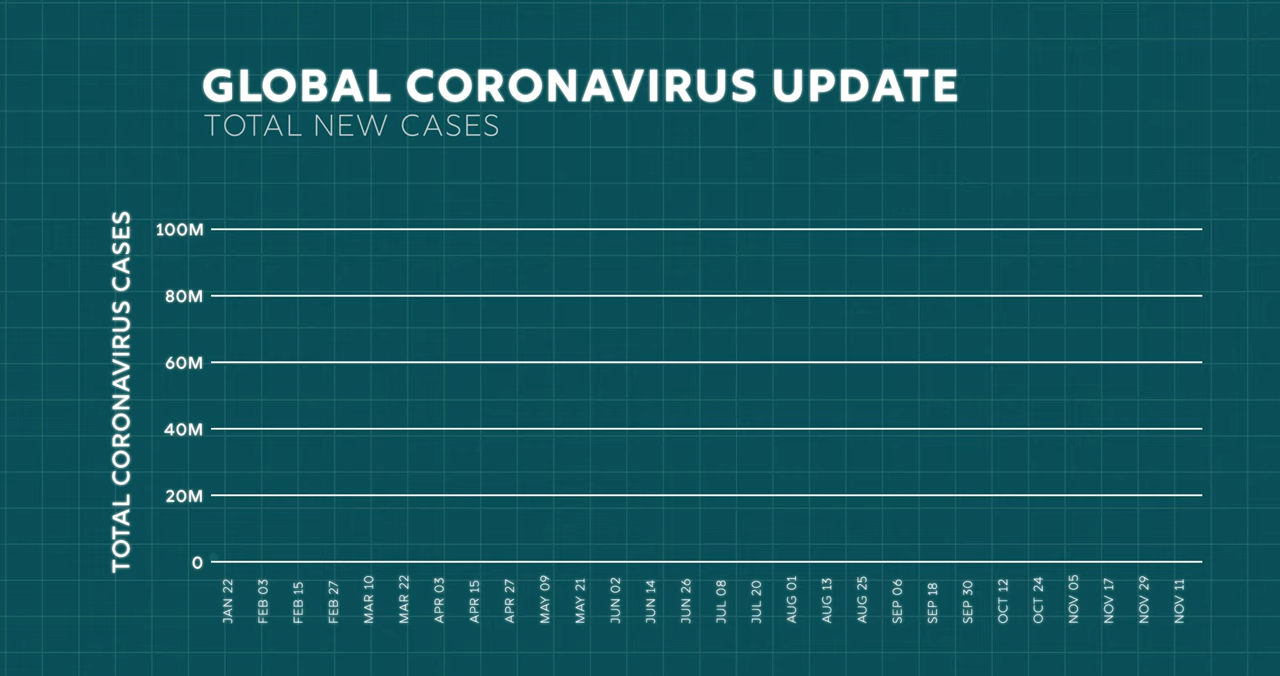 GLOBAL CORONAVIRUS UPDATE
TOTAL NEW CASES
TOTAL CORONAVIRUS CASES
100M
80M
60M
40M
20M
0
JAN 22
FEB 03
FEB 15
FEB 27
MAR 10
MAR 22
APR 03
APR 15
APR 27
MAY 09
MAY 21
JUN 02
JUN 14
JUN 26
JUL 08
JUL 20
AUG 01
AUG 13
AUG 25
SEP 06
SEP 18
SEP 30
OCT 12
OCT 24
NOV 05
NOV 17
NOV 29
NOV 11